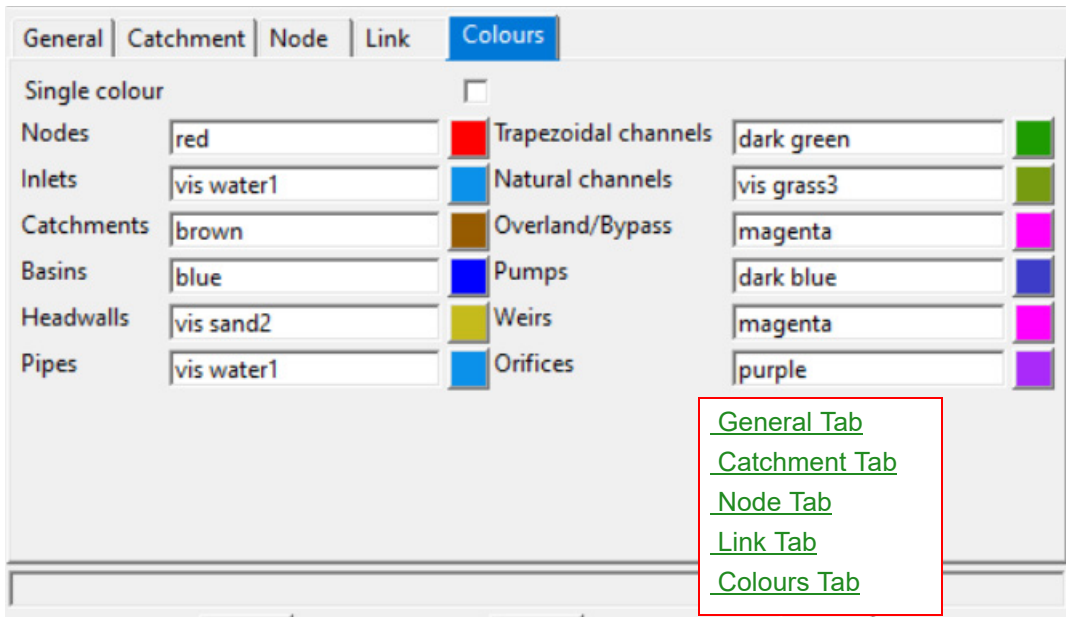 General Catchment Node Link Colours
Single colour
Nodes red Trapezoidal channels dark green
Inlets vis water1 Natural channels vis grass3
Catchments brown Overland/Bypass magenta
Basins blue Pumps dark blue
Headwalls vis sand2 Weirs magenta
Pipes vis water1 Orifices purple
General Tab
Catchment Tab
Node Tab
Link Tab
Colours Tab